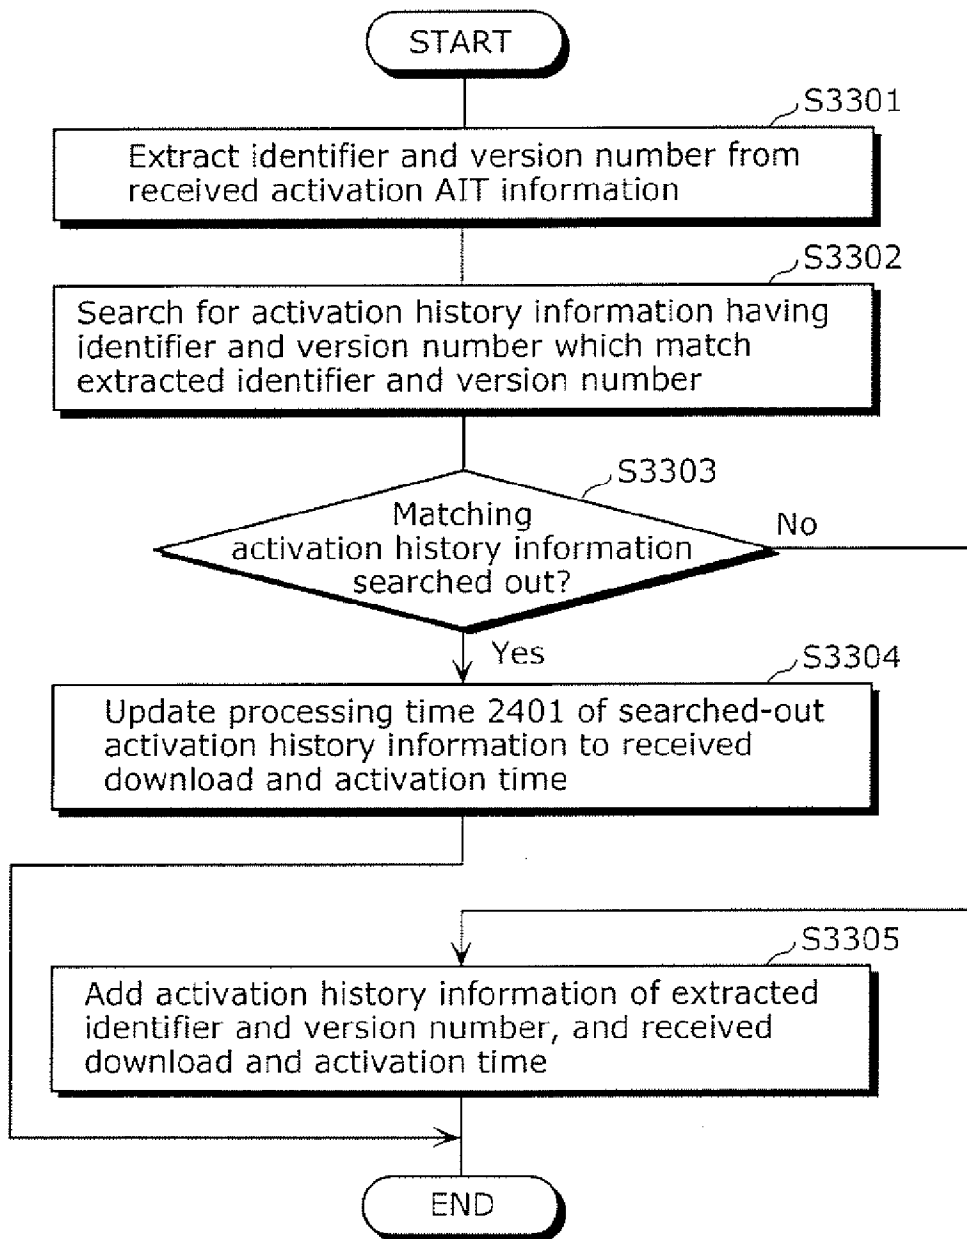 START
S3301
Extract identifier and version number from
received activation AIT information
S3302
Search for activation history information having
identifier and version number which match
extracted identifier and version number
S3303
Matching
activation history information
searched out?
No
Yes
S3304
Update processing time 2401 of searched-out
activation history information to received
download and activation time
S3305
Add activation history information of extracted
identifier and version number, and received
download and activation time
END